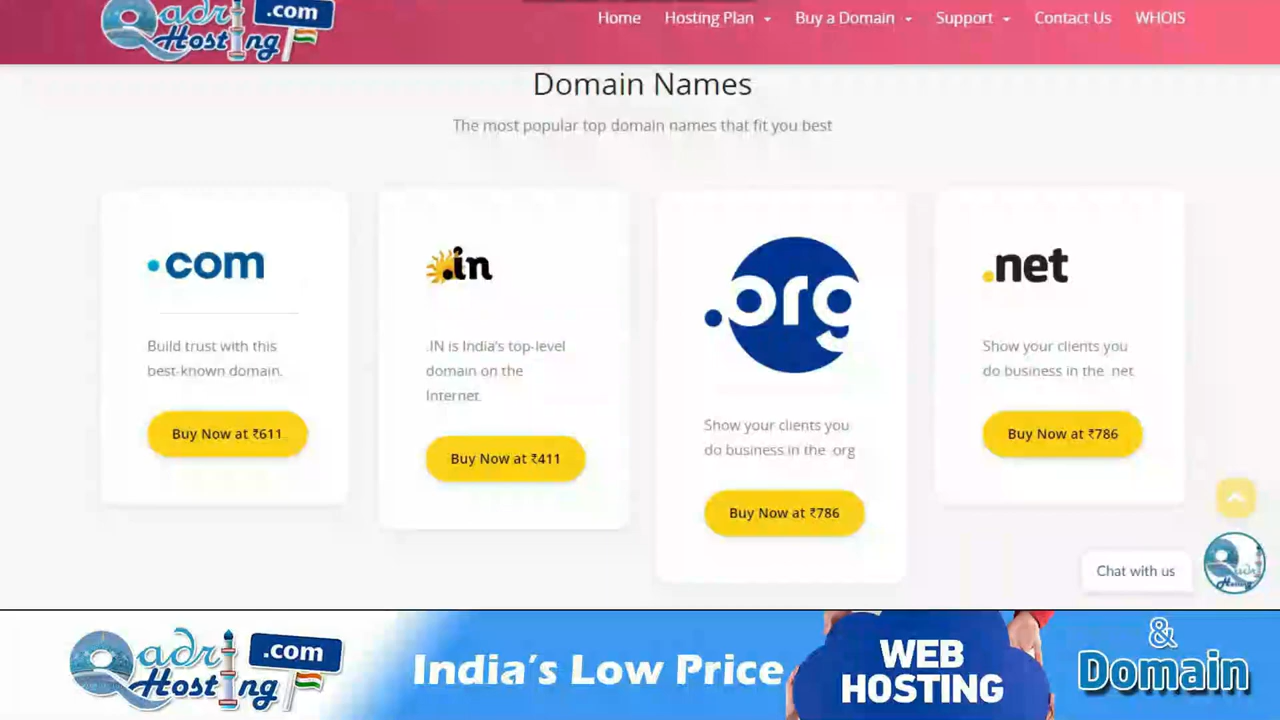 Qadri Hosting .com
Home Hosting Plan Buy a Domain Support Contact Us WHOIS
Domain Names
The most popular top domain names that fit you best
.com
Build trust with this
best-known domain.
Buy Now at ₹611
.in
.IN is India's top-level
domain on the
Internet.
Buy Now at ₹411
.org
Show your clients you
do business in the .org
Buy Now at ₹786
.net
Show your clients you
do business in the .net
Buy Now at ₹786
Chat with us
Qadri
Hosting
Qadri Hosting .com
India's Low Price
WEB
HOSTING
&
Domain